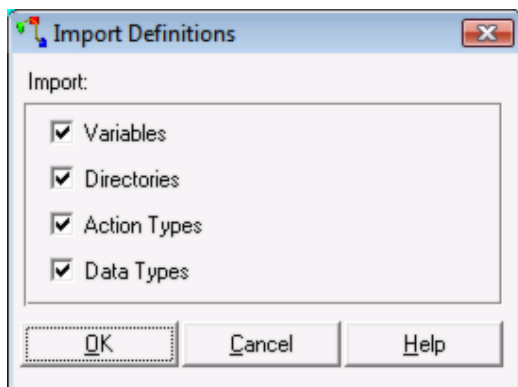 Import Definitions
Import:
Variables
Directories
Action Types
Data Types
OK Cancel Help